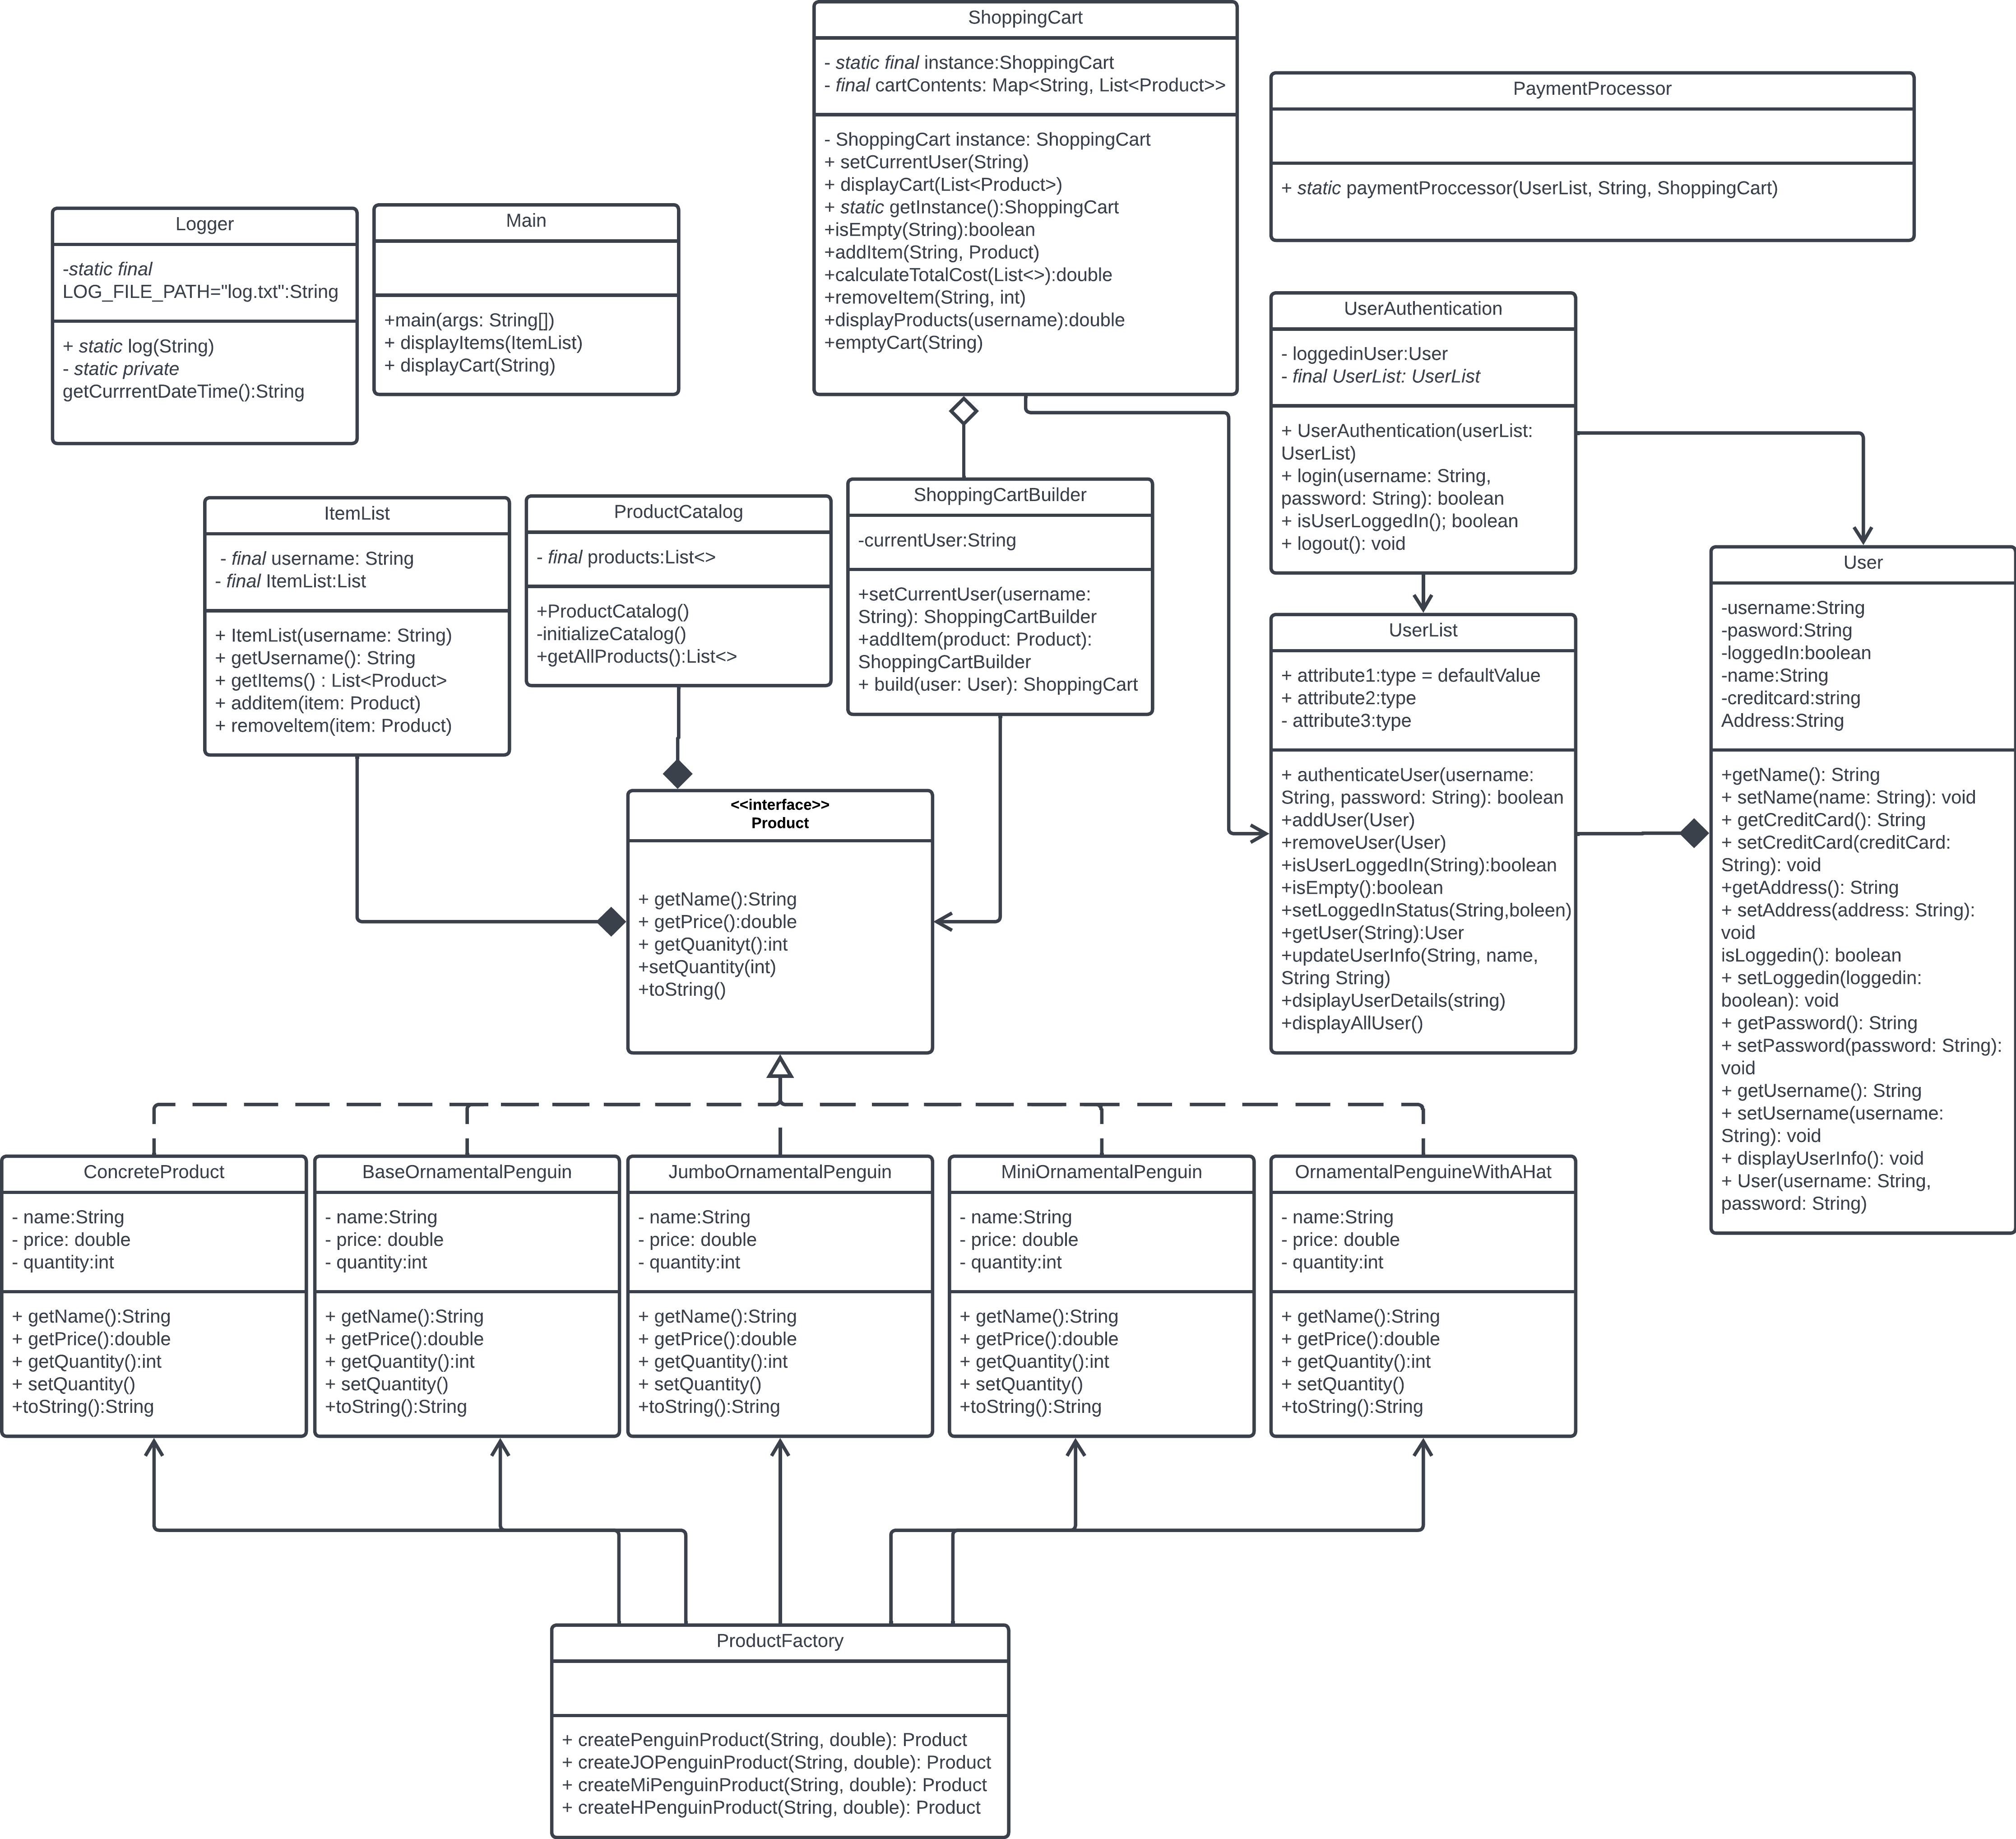 ShoppingCart
- static final instance:ShoppingCart
- final cartContents: Map<String, List<Product>>
- ShoppingCart instance: ShoppingCart
+ setCurrentUser(String)
+ displayCart(List<Product>)
+ static getInstance():ShoppingCart
+isEmpty(String):boolean
+addItem(String, Product)
+calculateTotalCost(List<>):double
+removeItem(String, int)
+displayProducts(username):double
+emptyCart(String)
PaymentProcessor
+ static paymentProccessor(UserList, String, ShoppingCart)
Logger
-static final
LOG_FILE_PATH="log.txt":String
+ static log(String)
- static private
getCurrrentDateTime():String
Main
+main(args: String[])
+ displayItems(ItemList)
+ displayCart(String)
UserAuthentication
- loggedinUser:User
- final UserList: UserList
+ UserAuthentication(userList:
UserList)
+ login(username: String,
password: String): boolean
+ isUserLoggedIn(); boolean
+ logout(): void
ItemList
- final username: String
- final ItemList:List
+ ItemList(username: String)
+ getUsername(): String
+ getItems() : List<Product>
+ additem(item: Product)
+ removeItem(item: Product)
ProductCatalog
- final products:List<>
+ProductCatalog()
-initializeCatalog()
+getAllProducts():List<>
ShoppingCartBuilder
-currentUser:String
+setCurrentUser(username:
String): ShoppingCartBuilder
+addItem(product: Product):
ShoppingCartBuilder
+ build(user: User): ShoppingCart
UserList
+ attribute1:type = defaultValue
+ attribute2:type
- attribute3:type
+ authenticateUser(username:
String, password: String): boolean
+addUser(User)
+removeUser(User)
+isUserLoggedIn(String):boolean
+isEmpty():boolean
+setLoggedInStatus(String,boleen)
+getUser(String):User
+updateUserInfo(String, name,
String String)
+dsiplayUserDetails(string)
+displayAllUser()
User
-username:String
-pasword:String
-loggedIn:boolean
-name:String
-creditcard:string
Address:String
+getName(): String
+ setName(name: String): void
+ getCreditCard(): String
+ setCreditCard(creditCard:
String): void
+getAddress(): String
+ setAddress(address: String):
void
isLoggedin(): boolean
+ setLoggedin(loggedin:
boolean): void
+ getPassword(): String
+ setPassword(password: String):
void
+ getUsername(): String
+ setUsername(username:
String): void
+ displayUserInfo(): void
+ User(username: String,
password: String)
<<interface>>
Product
+ getName():String
+ getPrice():double
+ getQuanityt():int
+setQuantity(int)
+toString()
ConcreteProduct
- name:String
- price: double
- quantity:int
+ getName():String
+ getPrice():double
+ getQuantity():int
+ setQuantity()
+toString():String
BaseOrnamentalPenguin
- name:String
- price: double
- quantity:int
+ getName():String
+ getPrice():double
+ getQuantity():int
+ setQuantity()
+toString():String
JumboOrnamentalPenguin
- name:String
- price: double
- quantity:int
+ getName():String
+ getPrice():double
+ getQuantity():int
+ setQuantity()
+toString():String
MiniOrnamentalPenguin
- name:String
- price: double
- quantity:int
+ getName():String
+ getPrice():double
+ getQuantity():int
+ setQuantity()
+toString():String
OrnamentalPenguineWithAHat
- name:String
- price: double
- quantity:int
+ getName():String
+ getPrice():double
+ getQuantity():int
+ setQuantity()
+toString():String
ProductFactory
+ createPenguinProduct(String, double): Product
+ createJOPenguinProduct(String, double): Product
+ createMiPenguinProduct(String, double): Product
+ createHPenguinProduct(String, double): Product